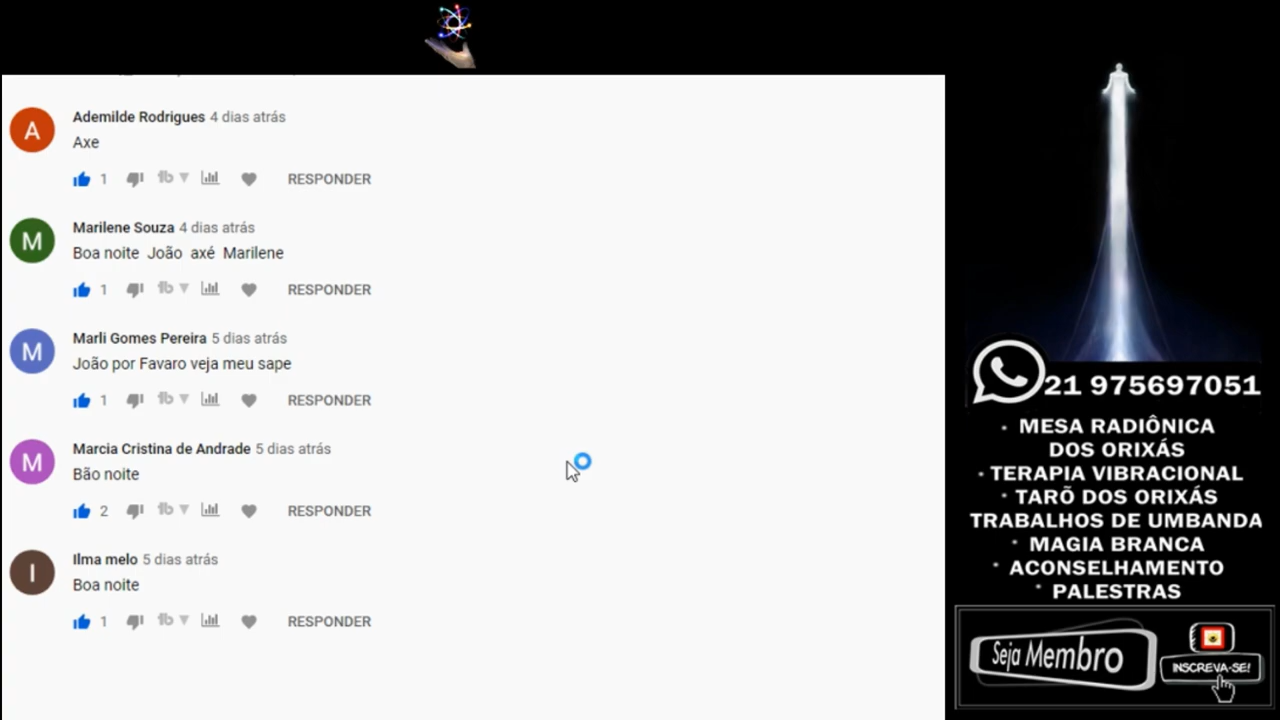 A
Ademilde Rodrigues 4 dias atrás
Axe
1
RESPONDER
M
Marilene Souza 4 dias atrás
Boa noite João axé Marilene
1
RESPONDER
M
Marli Gomes Pereira 5 dias atrás
João por Favaro veja meu sape
1
RESPONDER
M
Marcia Cristina de Andrade 5 dias atrás
Bão noite
2
RESPONDER
I
Ilma melo 5 dias atrás
Boa noite
1
RESPONDER
21 975697051
• MESA RADIÔNICA
DOS ORIXÁS
• TERAPIA VIBRACIONAL
* TARÕ DOS ORIXÁS
TRABALHOS DE UMBANDA
* MAGIA BRANCA
* ACONSELHAMENTO
* PALESTRAS
Seja Membro
INSCREVA-SE!